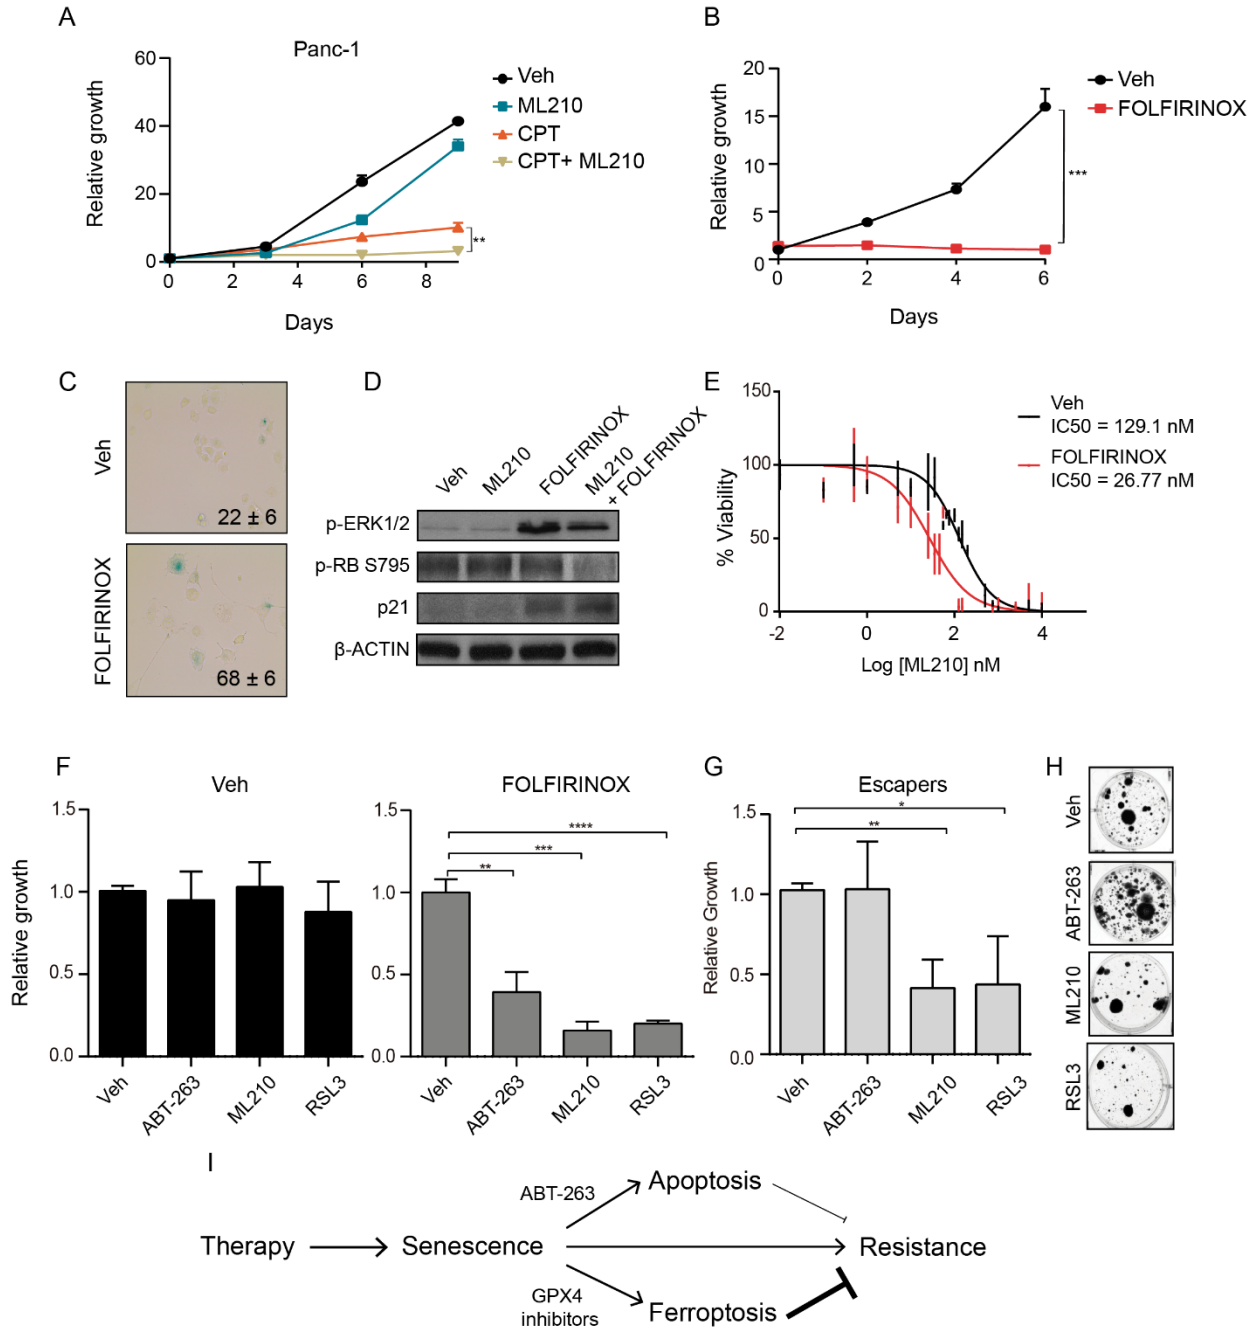 A
Panc-1
Relative growth
60
40
20
0
0
2
4
6
8
Days
Veh
ML210
CPT
CPT+ ML210
**
B
Relative growth
20
15
10
5
0
0
2
4
6
Days
Veh
FOLFIRINOX
***
C
Veh
22 ± 6
FOLFIRINOX
68 ± 6
D
Veh
ML210
FOLFIRINOX
ML210
+ FOLFIRINOX
p-ERK1/2
p-RB S795
p21
β-ACTIN
E
% Viability
150
100
50
0
-2
0
2
4
Log [ML210] nM
Veh
IC50 = 129.1 nM
FOLFIRINOX
IC50 = 26.77 nM
F
Veh
Relative growth
1.5
1.0
0.5
0.0
Veh
ABT-263
ML210
RSL3
FOLFIRINOX
1.5
1.0
0.5
0.0
****
***
**
Veh
ABT-263
ML210
RSL3
G
Escapers
Relative Growth
1.5
1.0
0.5
0.0
*
**
Veh
ABT-263
ML210
RSL3
H
Veh
ABT-263
ML210
RSL3
I
ABT-263
Apoptosis
Therapy
Senescence
Resistance
GPX4
inhibitors
Ferroptosis